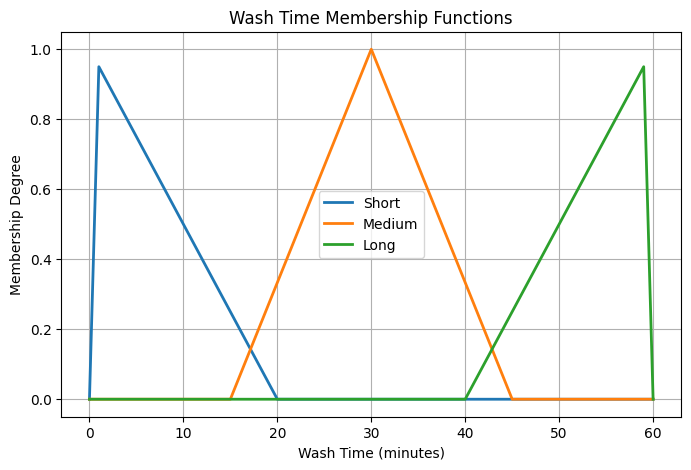 Wash Time Membership Functions
Membership Degree
1.0
0.8
0.6
0.4
0.2
0.0
Short
Medium
Long
0 10 20 30 40 50 60
Wash Time (minutes)